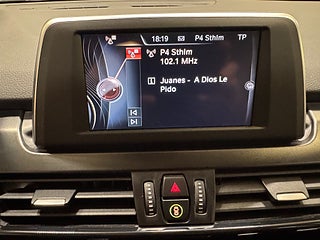 18:19 P4 Sthlm TP
P4 Sthlm
102.1 MHz
Juanes - A Dios Le
Pido